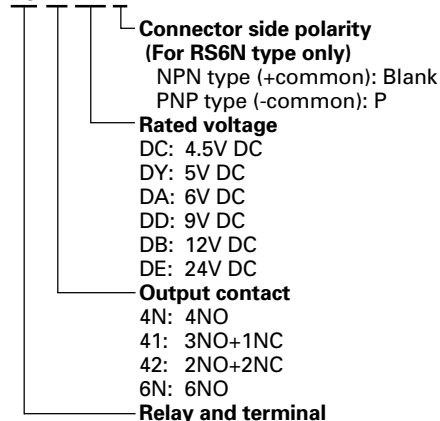 Connector side polarity
(For RS6N type only)
NPN type (+common): Blank
PNP type (-common): P
Rated voltage
DC: 4.5V DC
DY: 5V DC
DA: 6V DC
DD: 9V DC
DB: 12V DC
DE: 24V DC
Output contact
4N: 4NO
41: 3NO+1NC
42: 2NO+2NC
6N: 6NO
Relay and terminal